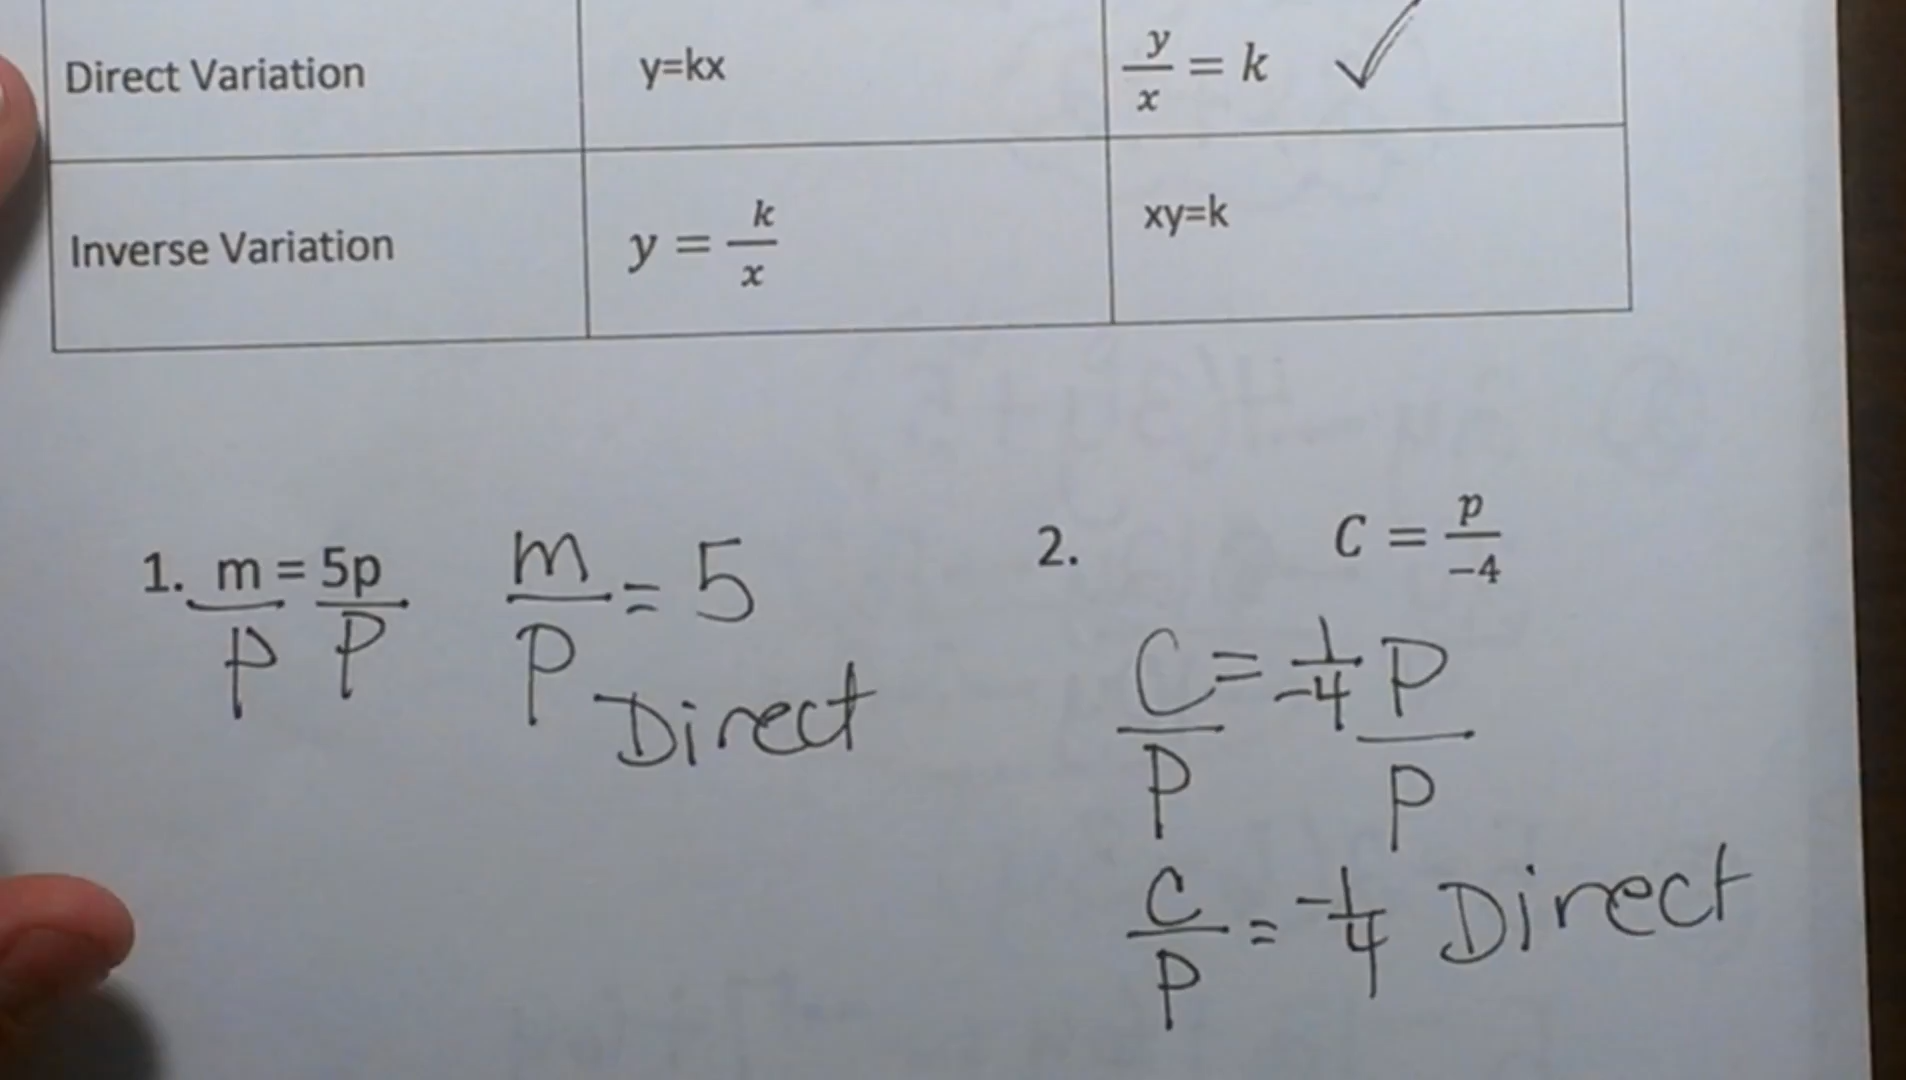 Direct Variation y=kx y/x = k ✓
Inverse Variation y = k/x xy=k
1. m = 5p
p P
m/P = 5
Direct
2. C = p/-4
C = 1/-4 P
P P
C/P = -1/4 Direct